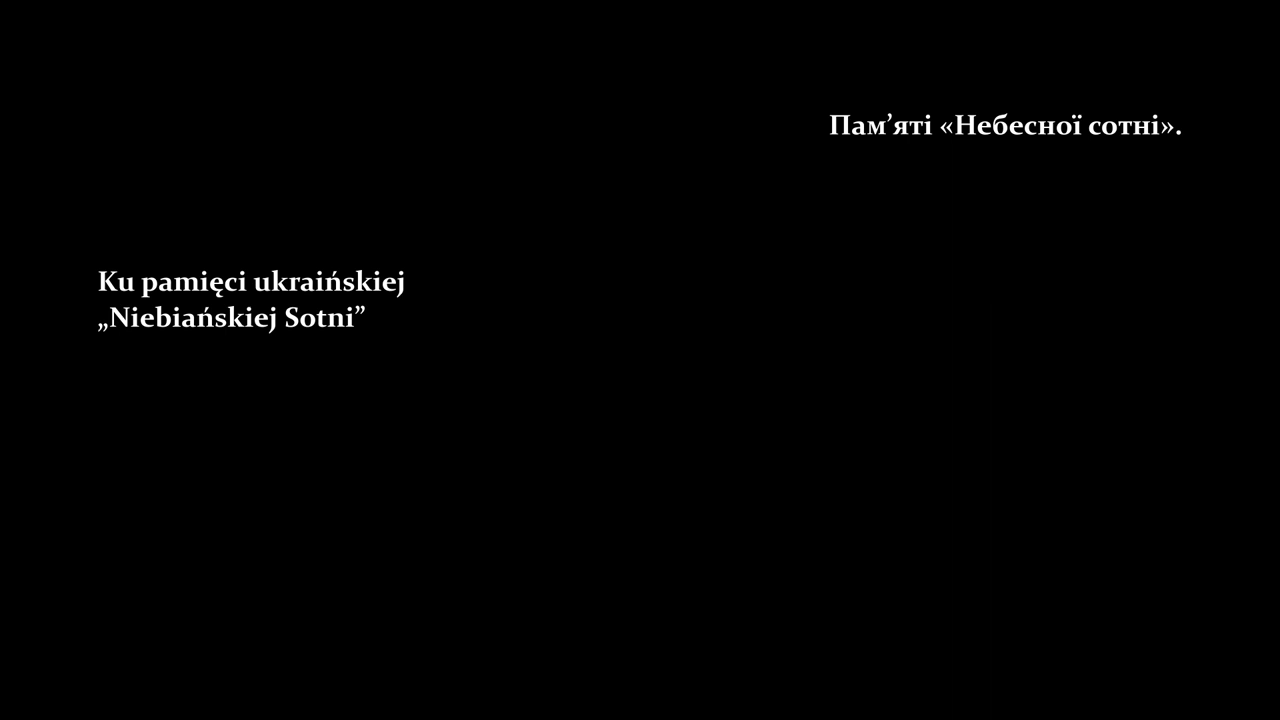 Пам’яті «Небесної сотні».
Ku pamięci ukraińskiej
„Niebiańskiej Sotni”